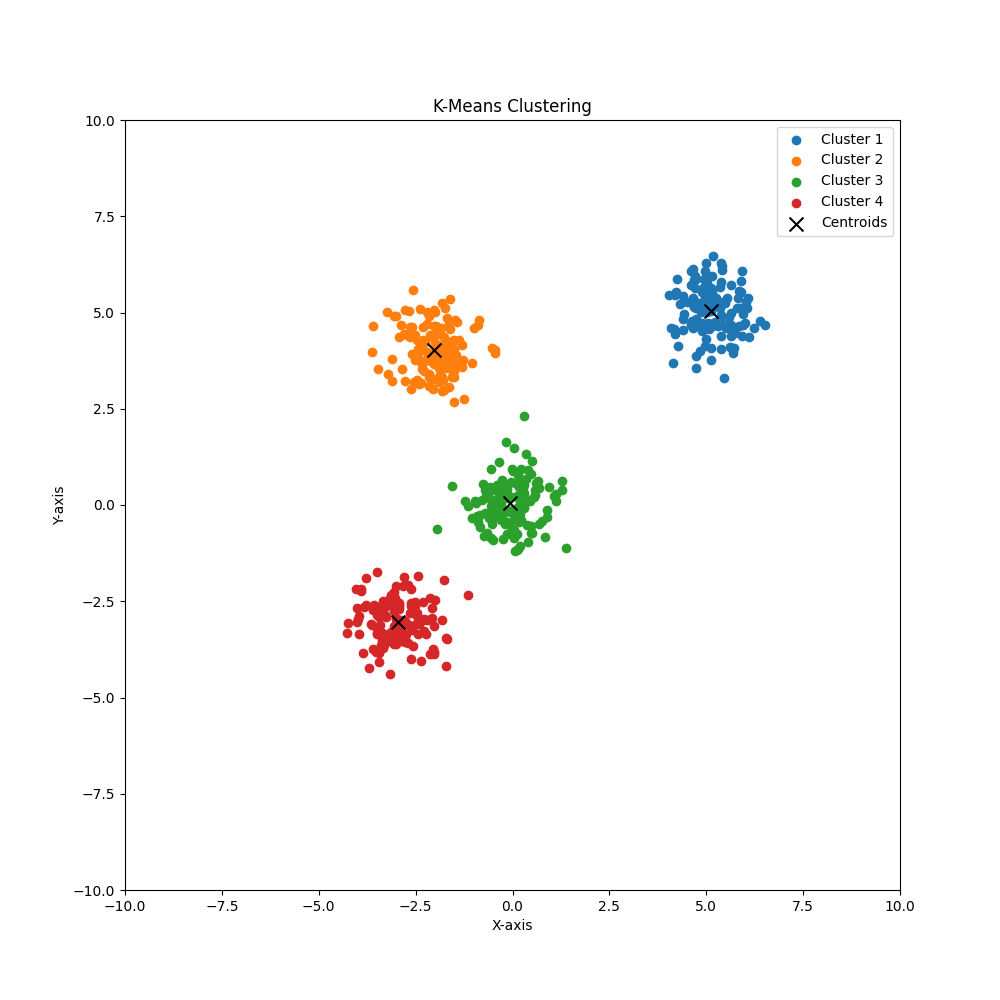 K-Means Clustering
Cluster 1
Cluster 2
Cluster 3
Cluster 4
Centroids
10.0
7.5
5.0
2.5
0.0
−2.5
−5.0
−7.5
−10.0
Y-axis
−10.0 −7.5 −5.0 −2.5 0.0 2.5 5.0 7.5 10.0
X-axis